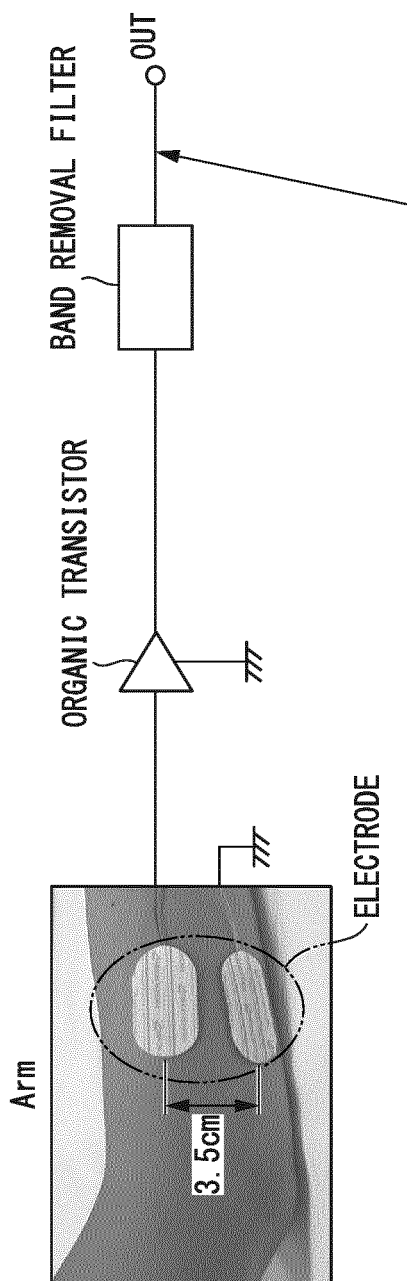 Arm
3.5cm
ELECTRODE
ORGANIC TRANSISTOR
BAND REMOVAL FILTER
OUT